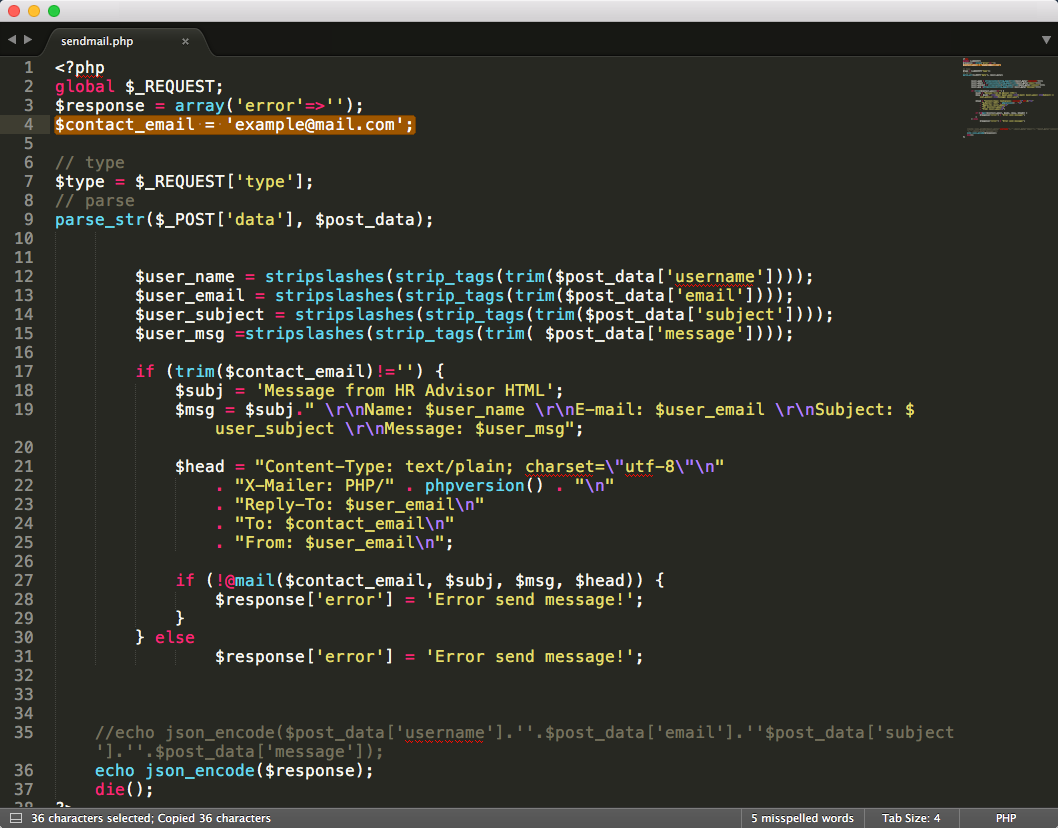 sendmail.php ×
1 <?php
2 global $_REQUEST;
3 $response = array('error'=>'');
4 $contact_email = 'example@mail.com';
5
6 // type
7 $type = $_REQUEST['type'];
8 // parse
9 parse_str($_POST['data'], $post_data);
10
11
12 $user_name = stripslashes(strip_tags(trim($post_data['username'])));
13 $user_email = stripslashes(strip_tags(trim($post_data['email'])));
14 $user_subject = stripslashes(strip_tags(trim($post_data['subject'])));
15 $user_msg =stripslashes(strip_tags(trim( $post_data['message'])));
16
17 if (trim($contact_email)!='') {
18 $subj = 'Message from HR Advisor HTML';
19 $msg = $subj." \r\nName: $user_name \r\nE-mail: $user_email \r\nSubject: $
user_subject \r\nMessage: $user_msg";
20
21 $head = "Content-Type: text/plain; charset=\"utf-8\"\n"
22 . "X-Mailer: PHP/" . phpversion() . "\n"
23 . "Reply-To: $user_email\n"
24 . "To: $contact_email\n"
25 . "From: $user_email\n";
26
27 if (!@mail($contact_email, $subj, $msg, $head)) {
28 $response['error'] = 'Error send message!';
29 }
30 } else
31 $response['error'] = 'Error send message!';
32
33
34
35 //echo json_encode($post_data['username'].''.$post_data['email'].''$post_data['subject
'].''.$post_data['message']);
36 echo json_encode($response);
37 die();
38 ?>
36 characters selected; Copied 36 characters
5 misspelled words
Tab Size: 4
PHP